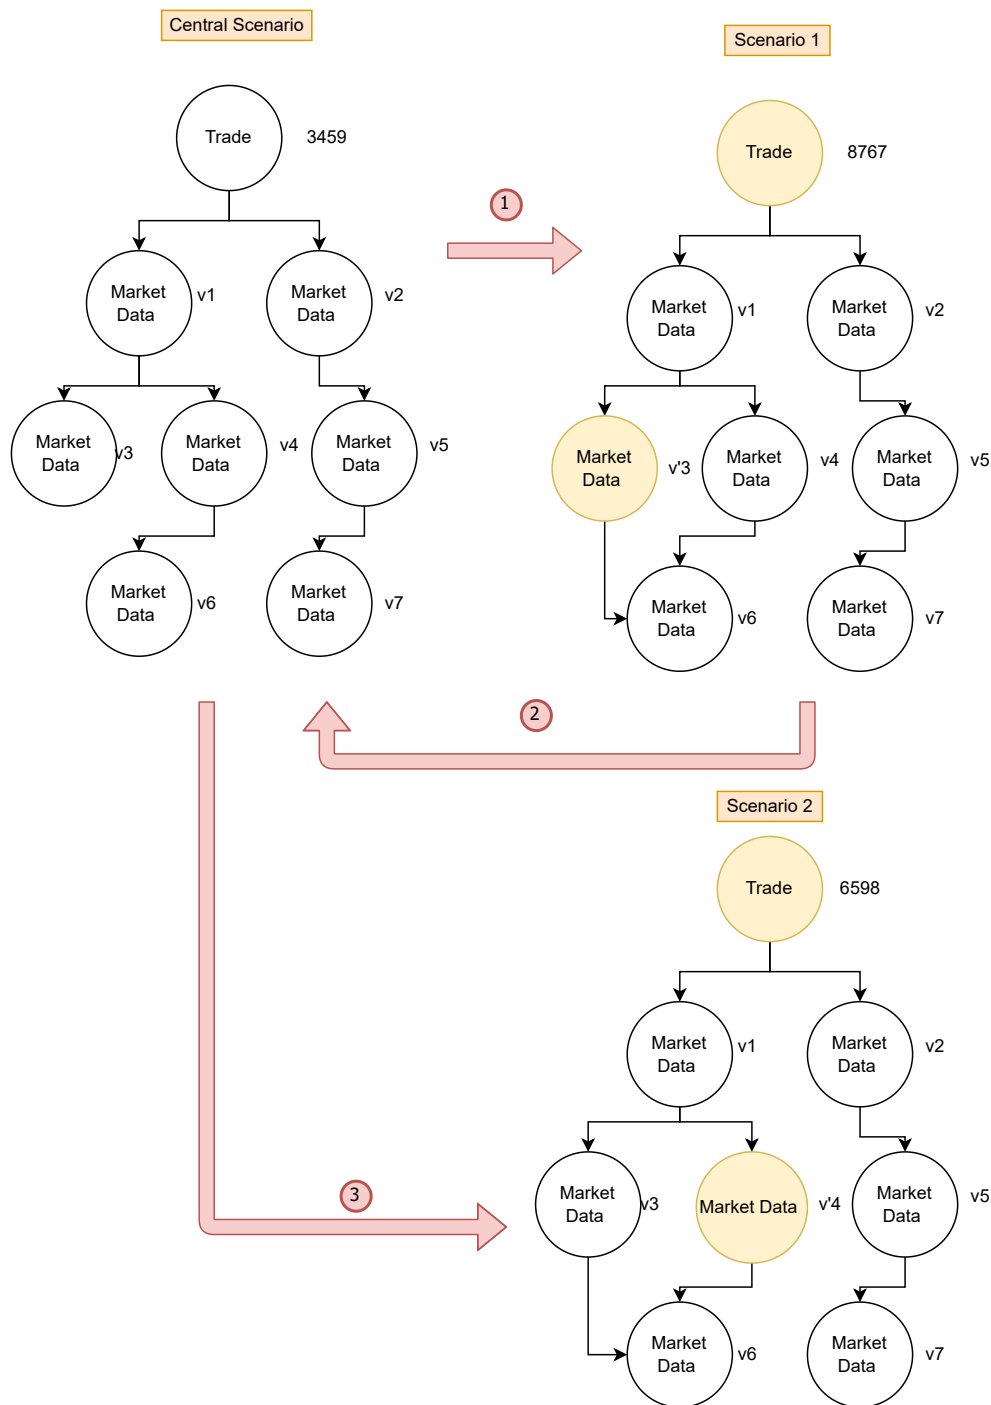 Central Scenario
Trade
3459
Market
Data
v1
Market
Data
v2
Market
Data
v3
Market
Data
v4
Market
Data
v5
Market
Data
v6
Market
Data
v7
1
Scenario 1
Trade
8767
Market
Data
v1
Market
Data
v2
Market
Data
v'3
Market
Data
v4
Market
Data
v5
Market
Data
v6
Market
Data
v7
2
Scenario 2
Trade
6598
Market
Data
v1
Market
Data
v2
3
Market
Data
v3
Market Data
v'4
Market
Data
v5
Market
Data
v6
Market
Data
v7